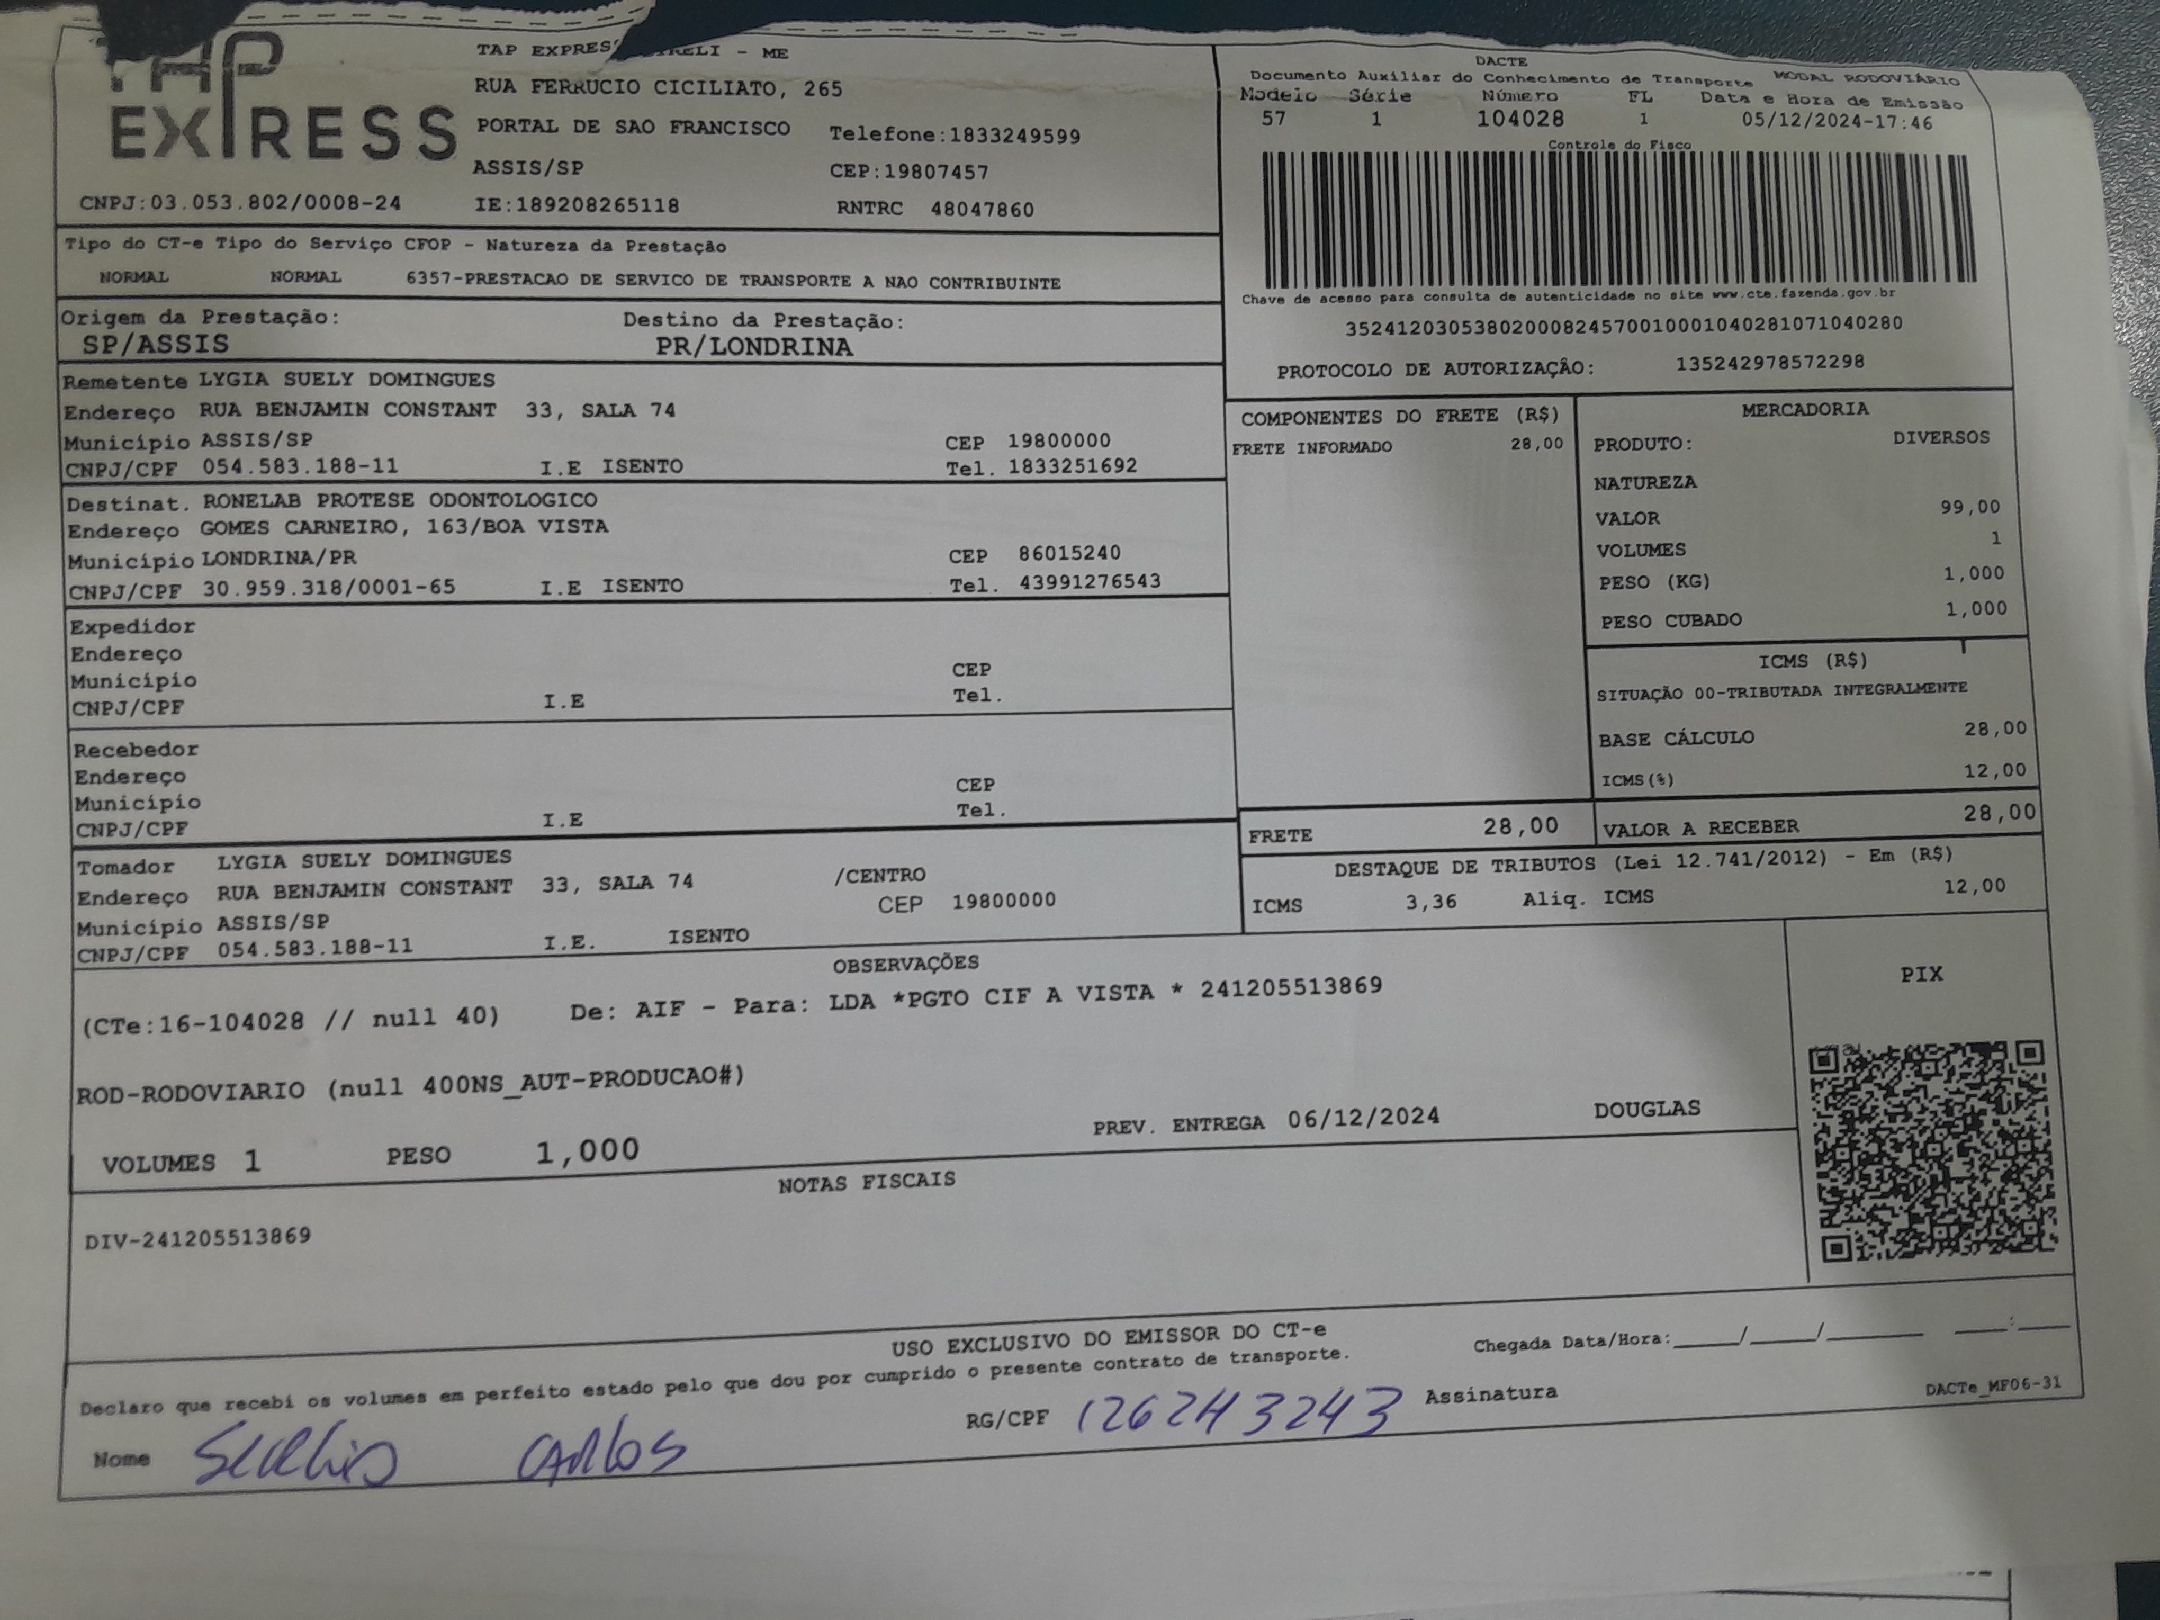 TAP
EXPRESS
TAP EXPRESS EIRELI - ME
RUA FERRUCIO CICILIATO, 265
PORTAL DE SAO FRANCISCO Telefone:1833249599
ASSIS/SP CEP:19807457
CNPJ:03.053.802/0008-24 IE:189208265118 RNTRC 48047860
DACTE
Documento Auxiliar do Conhecimento de Transporte MODAL RODOVIÁRIO
Modelo Série Número FL Data e Hora de Emissão
57 1 104028 1 05/12/2024-17:46
Controle do Fisco
Chave de acesso para consulta de autenticidade no site www.cte.fazenda.gov.br
35241203053802000824570010001040281071040280
PROTOCOLO DE AUTORIZAÇÃO: 135242978572298
Tipo do CT-e Tipo do Serviço CFOP - Natureza da Prestação
NORMAL NORMAL 6357-PRESTACAO DE SERVICO DE TRANSPORTE A NAO CONTRIBUINTE
Origem da Prestação: Destino da Prestação:
SP/ASSIS PR/LONDRINA
Remetente LYGIA SUELY DOMINGUES
Endereço RUA BENJAMIN CONSTANT 33, SALA 74
Município ASSIS/SP CEP 19800000
CNPJ/CPF 054.583.188-11 I.E ISENTO Tel. 1833251692
Destinat. RONELAB PROTESE ODONTOLOGICO
Endereço GOMES CARNEIRO, 163/BOA VISTA
Município LONDRINA/PR CEP 86015240
CNPJ/CPF 30.959.318/0001-65 I.E ISENTO Tel. 43991276543
Expedidor
Endereço
Município CEP
CNPJ/CPF I.E Tel.
Recebedor
Endereço CEP
Município Tel.
CNPJ/CPF I.E
Tomador LYGIA SUELY DOMINGUES
Endereço RUA BENJAMIN CONSTANT 33, SALA 74 /CENTRO
Município ASSIS/SP CEP 19800000
CNPJ/CPF 054.583.188-11 I.E. ISENTO
COMPONENTES DO FRETE (R$)
FRETE INFORMADO 28,00
MERCADORIA
PRODUTO: DIVERSOS
NATUREZA
VALOR 99,00
VOLUMES 1
PESO (KG) 1,000
PESO CUBADO 1,000
ICMS (R$)
SITUAÇÃO 00-TRIBUTADA INTEGRALMENTE
BASE CÁLCULO 28,00
ICMS(%) 12,00
FRETE 28,00 VALOR A RECEBER 28,00
DESTAQUE DE TRIBUTOS (Lei 12.741/2012) - Em (R$)
ICMS 3,36 Aliq. ICMS 12,00
OBSERVAÇÕES
(CTe:16-104028 // null 40) De: AIF - Para: LDA *PGTO CIF A VISTA * 241205513869
ROD-RODOVIARIO (null 400NS_AUT-PRODUCAO#)
PREV. ENTREGA 06/12/2024 DOUGLAS
VOLUMES 1 PESO 1,000
PIX
NOTAS FISCAIS
DIV-241205513869
USO EXCLUSIVO DO EMISSOR DO CT-e
Declaro que recebi os volumes em perfeito estado pelo que dou por cumprido o presente contrato de transporte.
Chegada Data/Hora:____/____/______ ___:___
Nome Carlos RG/CPF 126243243 Assinatura
DACTe_MF06-31